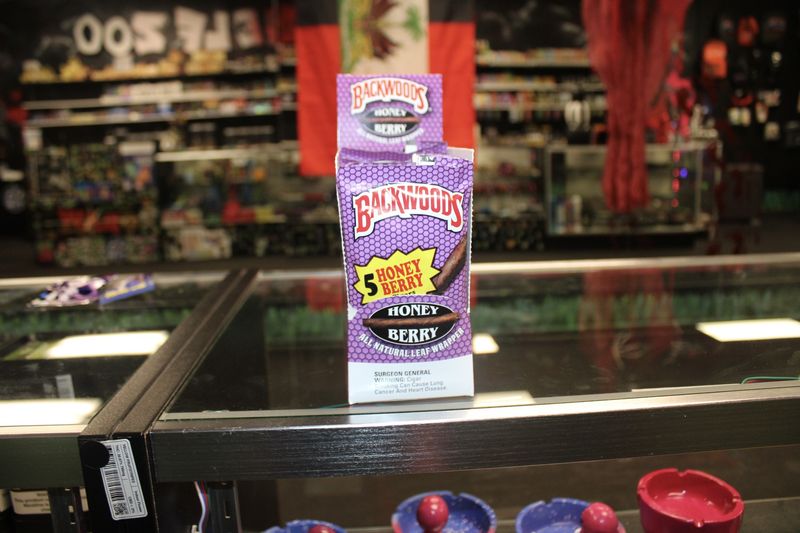 BACKWOODS
HONEY
BERRY
BACKWOODS
5 HONEY
BERRY
HONEY
BERRY
ALL NATURAL LEAF WRAPPER
SURGEON GENERAL
WARNING: Cigar
Smoking Can Cause Lung
Cancer And Heart Disease.